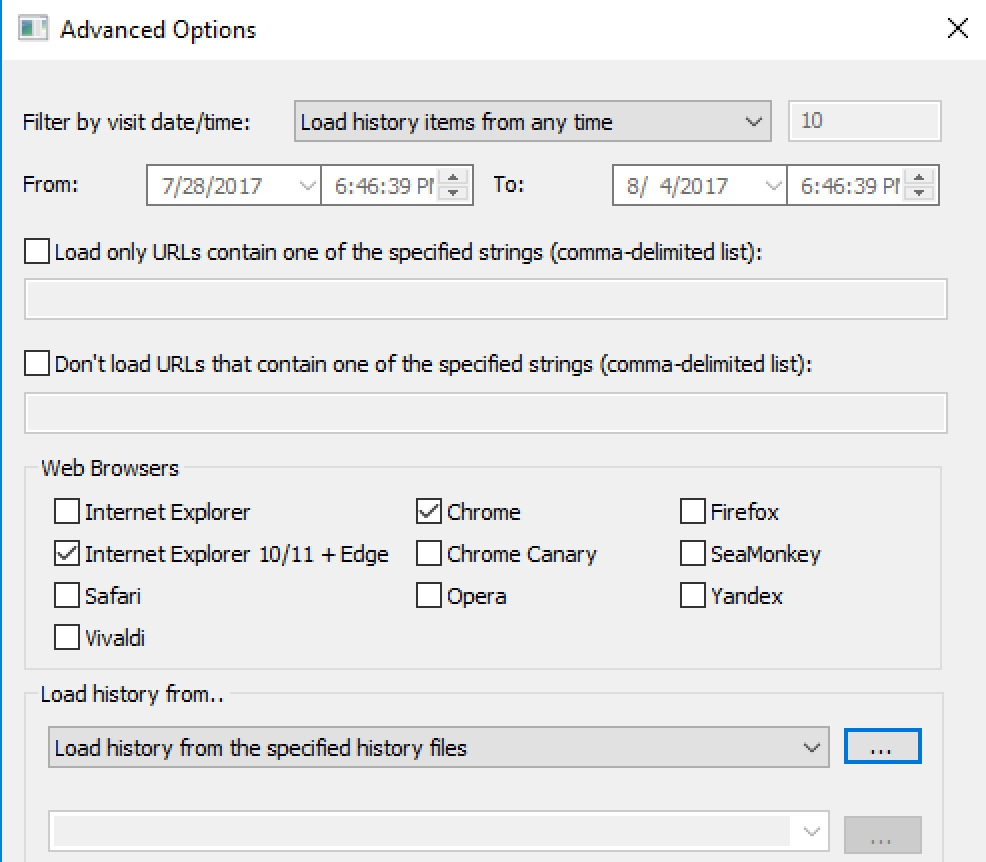 Advanced Options
Filter by visit date/time: Load history items from any time 10
From: 7/28/2017 6:46:39 PM To: 8/ 4/2017 6:46:39 PM
Load only URLs contain one of the specified strings (comma-delimited list):
Don't load URLs that contain one of the specified strings (comma-delimited list):
Web Browsers
Internet Explorer Chrome Firefox
Internet Explorer 10/11 + Edge Chrome Canary SeaMonkey
Safari Opera Yandex
Vivaldi
Load history from..
Load history from the specified history files ...
...